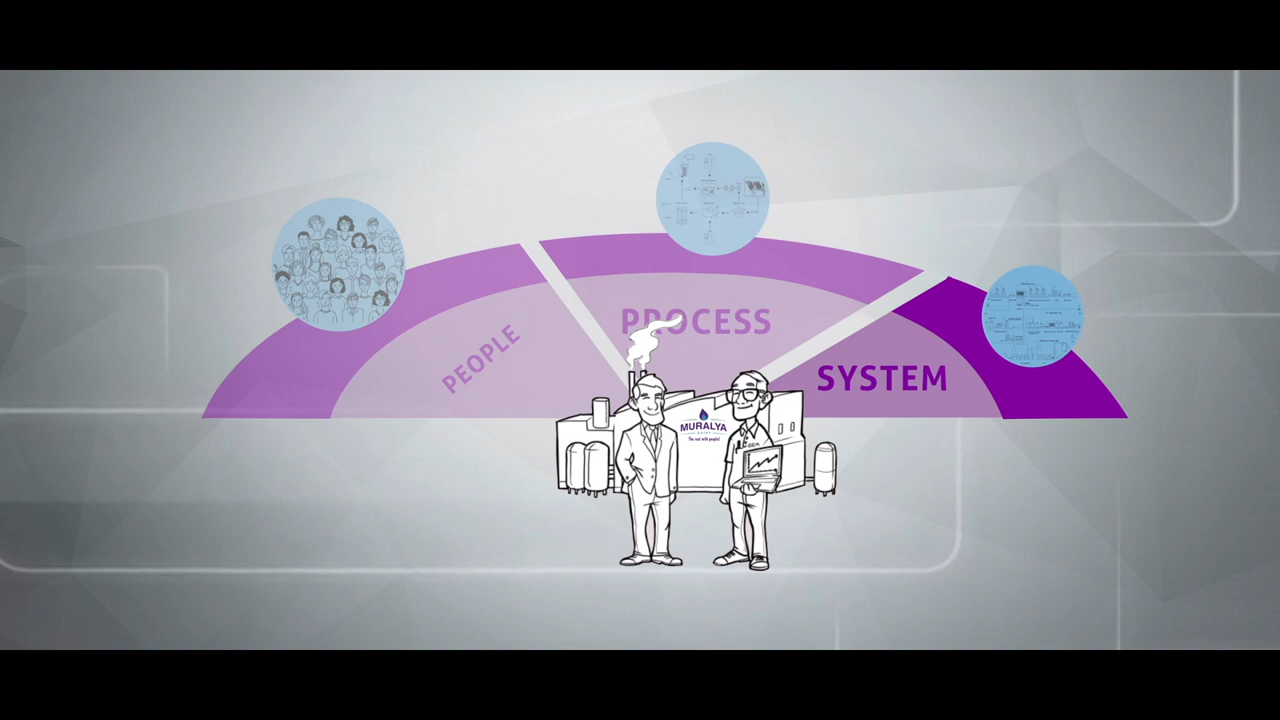 PROCESS
PEOPLE
SYSTEM
MURALYA
DAIRY
The real milk people!
GEA